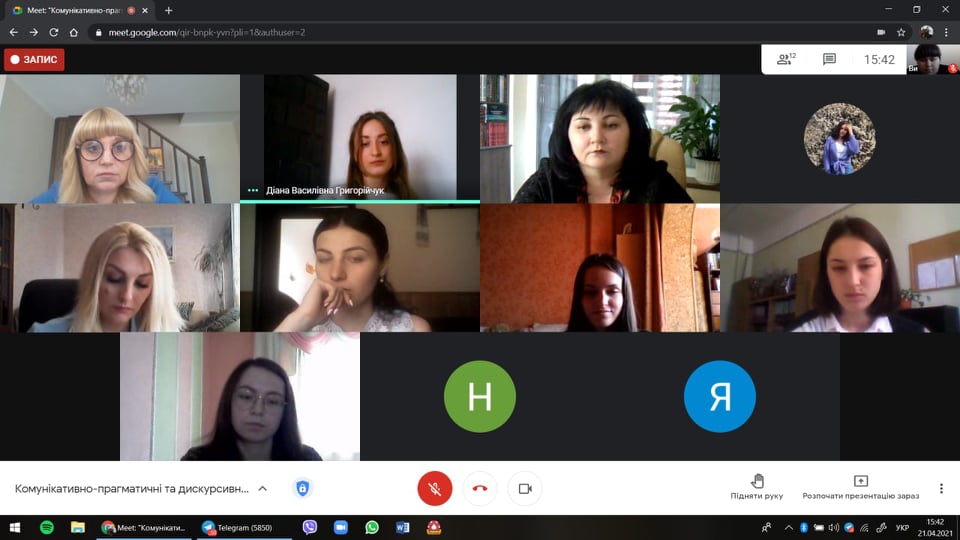 Meet: "Комунікативно-праг
meet.google.com/qir-bnpk-yvn?pli=1&authuser=2
ЗАПИС
12
15:42
Ви
Діана Василівна Григорійчук
Н
Я
Комунікативно-прагматичні та дискурсивн...
Підняти руку
Розпочати презентацію зараз
Meet: "Комунікати...
Telegram (5850)
УКР
15:42
21.04.2021